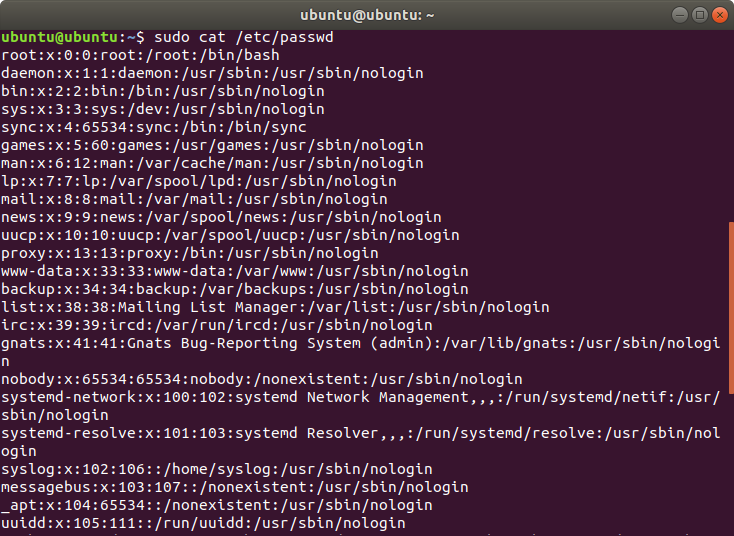 ubuntu@ubuntu: ~
ubuntu@ubuntu:~$ sudo cat /etc/passwd
root:x:0:0:root:/root:/bin/bash
daemon:x:1:1:daemon:/usr/sbin:/usr/sbin/nologin
bin:x:2:2:bin:/bin:/usr/sbin/nologin
sys:x:3:3:sys:/dev:/usr/sbin/nologin
sync:x:4:65534:sync:/bin:/bin/sync
games:x:5:60:games:/usr/games:/usr/sbin/nologin
man:x:6:12:man:/var/cache/man:/usr/sbin/nologin
lp:x:7:7:lp:/var/spool/lpd:/usr/sbin/nologin
mail:x:8:8:mail:/var/mail:/usr/sbin/nologin
news:x:9:9:news:/var/spool/news:/usr/sbin/nologin
uucp:x:10:10:uucp:/var/spool/uucp:/usr/sbin/nologin
proxy:x:13:13:proxy:/bin:/usr/sbin/nologin
www-data:x:33:33:www-data:/var/www:/usr/sbin/nologin
backup:x:34:34:backup:/var/backups:/usr/sbin/nologin
list:x:38:38:Mailing List Manager:/var/list:/usr/sbin/nologin
irc:x:39:39:ircd:/var/run/ircd:/usr/sbin/nologin
gnats:x:41:41:Gnats Bug-Reporting System (admin):/var/lib/gnats:/usr/sbin/nologi
n
nobody:x:65534:65534:nobody:/nonexistent:/usr/sbin/nologin
systemd-network:x:100:102:systemd Network Management,,,:/run/systemd/netif:/usr/
sbin/nologin
systemd-resolve:x:101:103:systemd Resolver,,,:/run/systemd/resolve:/usr/sbin/nol
ogin
syslog:x:102:106::/home/syslog:/usr/sbin/nologin
messagebus:x:103:107::/nonexistent:/usr/sbin/nologin
_apt:x:104:65534::/nonexistent:/usr/sbin/nologin
uuidd:x:105:111::/run/uuidd:/usr/sbin/nologin